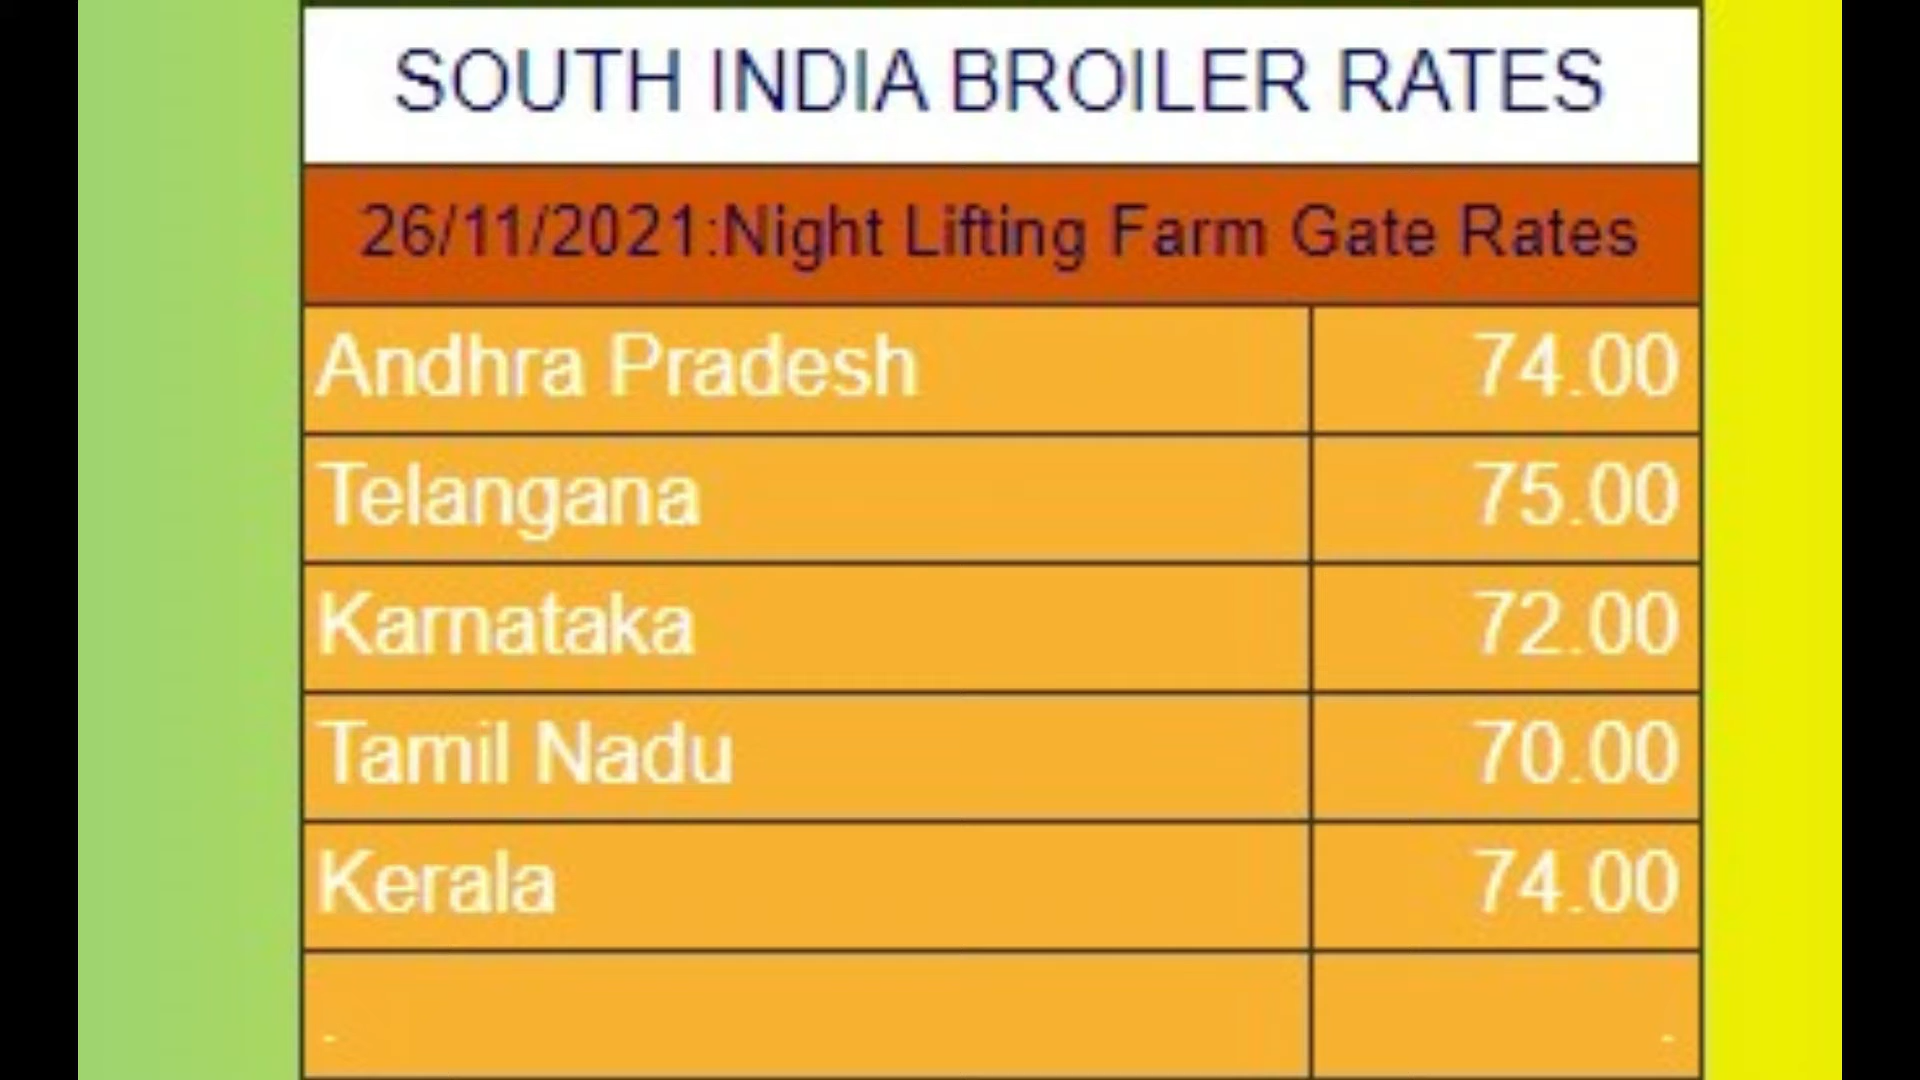 SOUTH INDIA BROILER RATES
26/11/2021:Night Lifting Farm Gate Rates
Andhra Pradesh 74.00
Telangana 75.00
Karnataka 72.00
Tamil Nadu 70.00
Kerala 74.00
- -